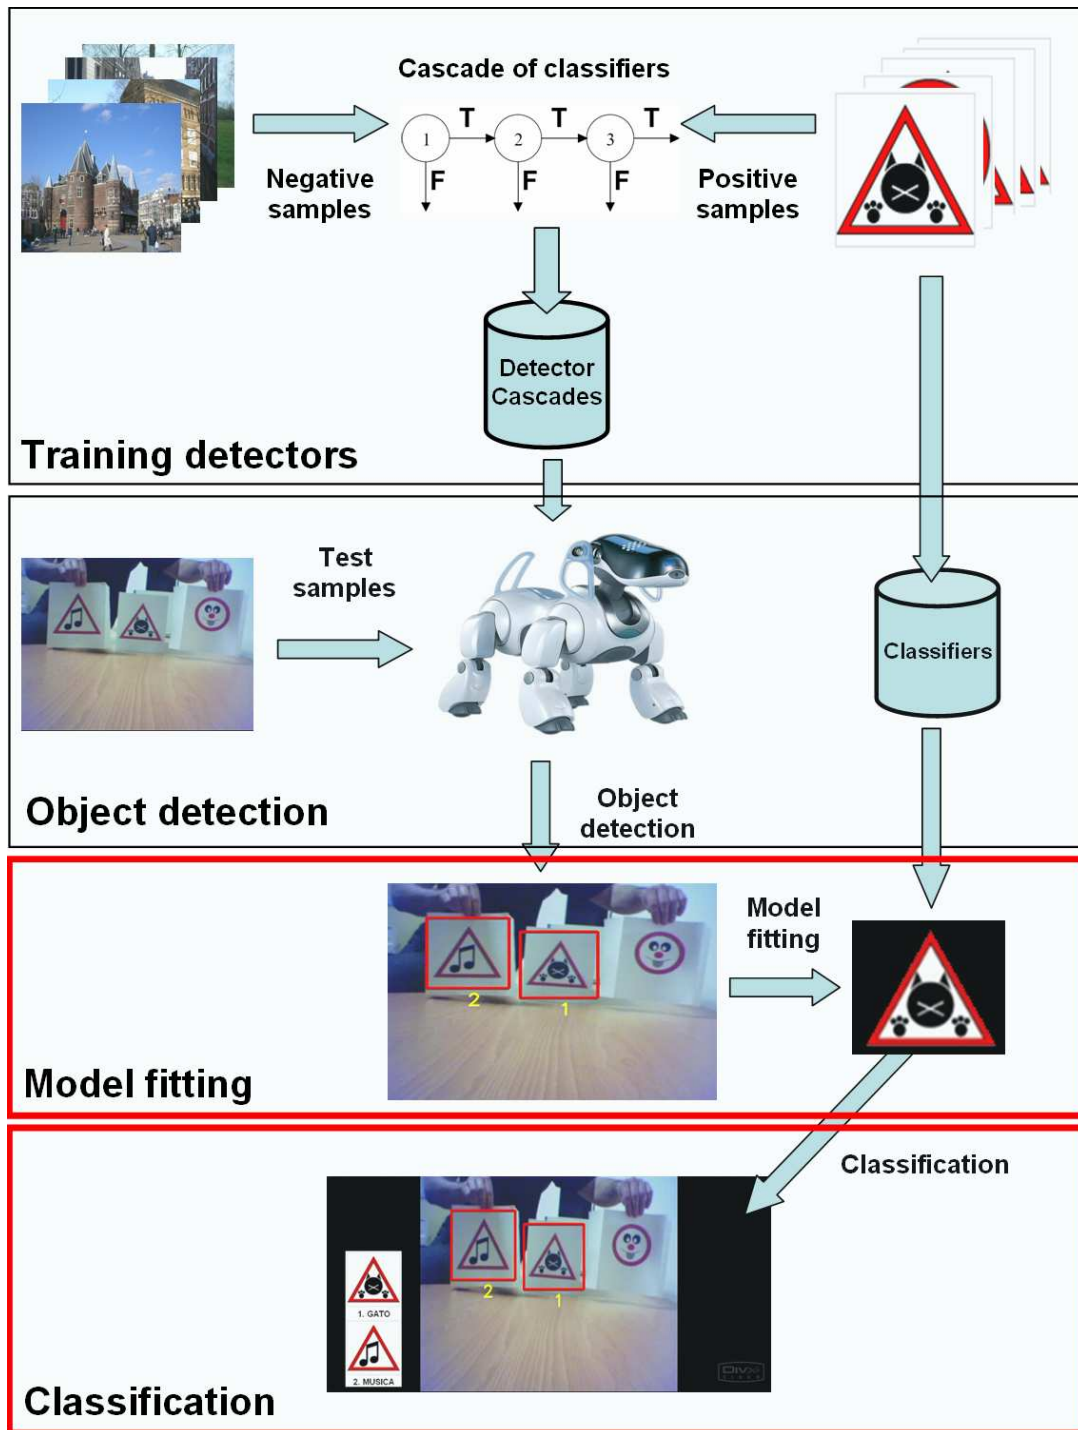 Cascade of classifiers
T T T
1 2 3
F F F
Negative
samples
Positive
samples
Detector
Cascades
Training detectors
Test
samples
Classifiers
Object
detection
Object detection
Model
fitting
2
1
Model fitting
Classification
2
1
1. GATO
2. MUSICA
DivX
Classification